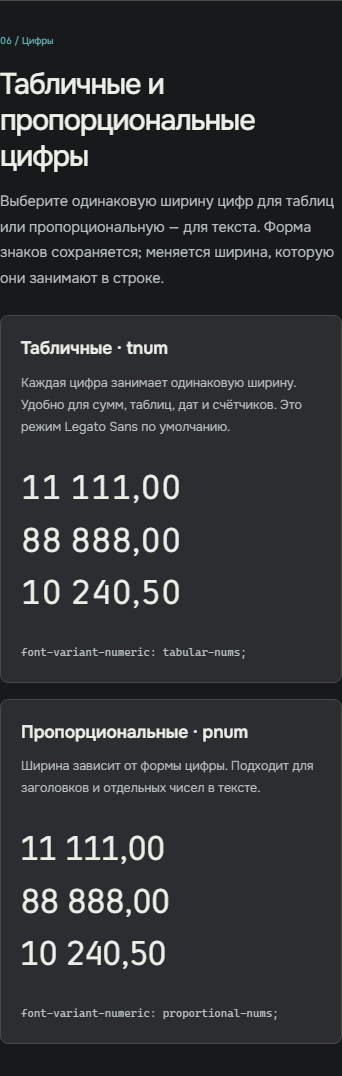 06 / Цифры
Табличные и
пропорциональные
цифры
Выберите одинаковую ширину цифр для таблиц
или пропорциональную — для текста. Форма
знаков сохраняется; меняется ширина, которую
они занимают в строке.
Табличные · tnum
Каждая цифра занимает одинаковую ширину.
Удобно для сумм, таблиц, дат и счётчиков. Это
режим Legato Sans по умолчанию.
11 111,00
88 888,00
10 240,50
font-variant-numeric: tabular-nums;
Пропорциональные · pnum
Ширина зависит от формы цифры. Подходит для
заголовков и отдельных чисел в тексте.
11 111,00
88 888,00
10 240,50
font-variant-numeric: proportional-nums;